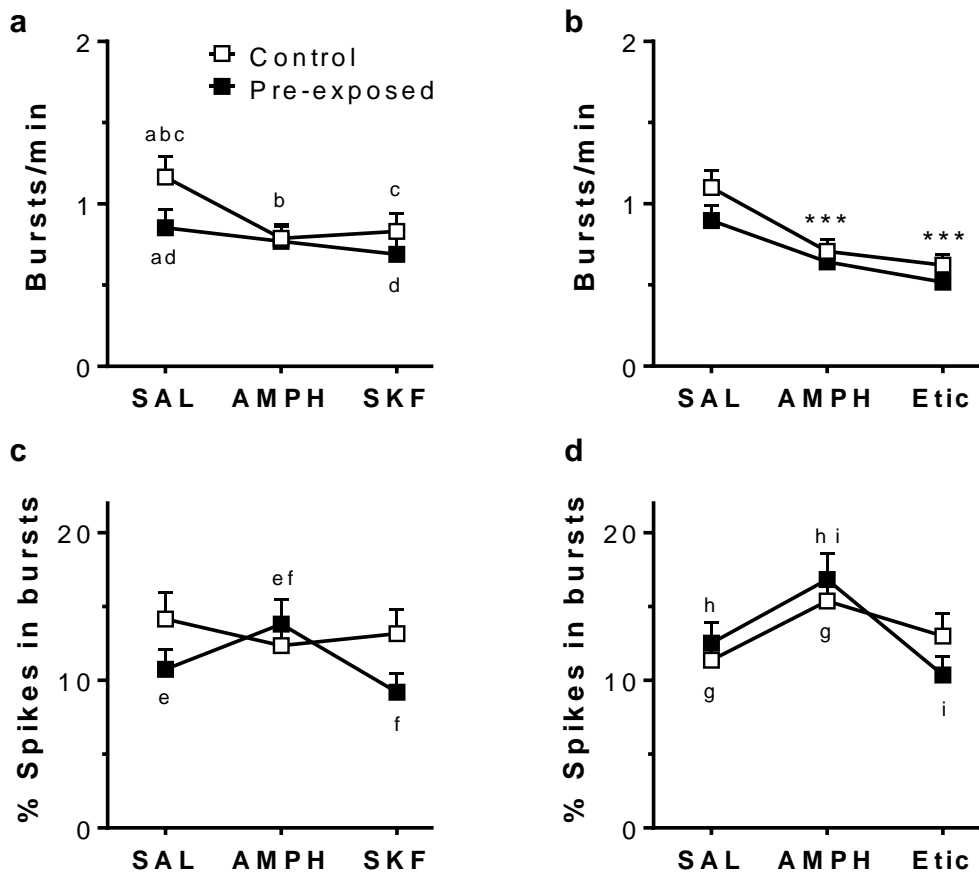 a
Bursts/min
2
1
0
Control
Pre-exposed
abc
b
c
ad
d
SAL AMPH SKF
b
Bursts/min
2
1
0
***
***
SAL AMPH Etic
c
% Spikes in bursts
20
10
0
ef
e
f
SAL AMPH SKF
d
% Spikes in bursts
20
10
0
hi
h
g
g
i
SAL AMPH Etic